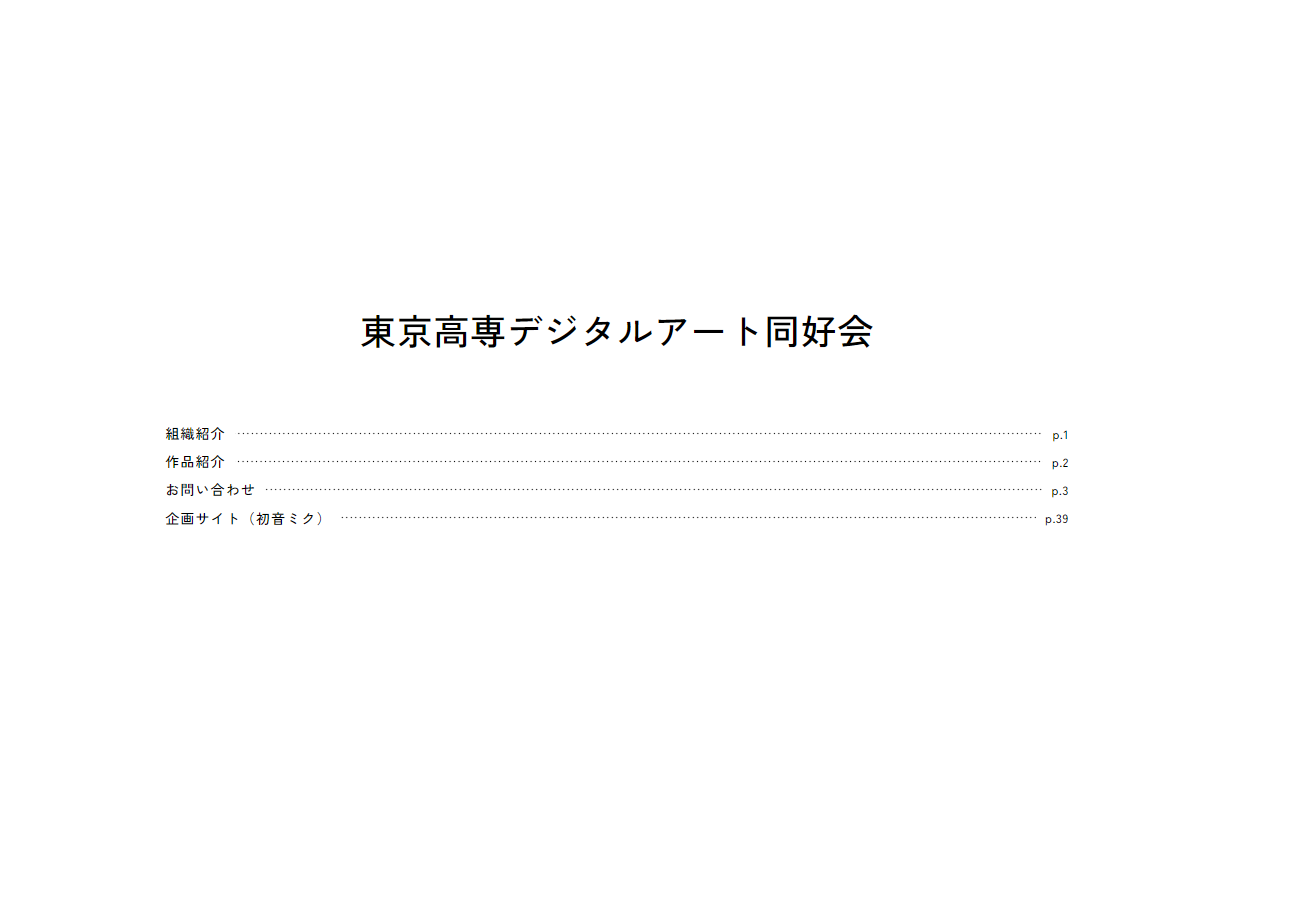 東京高専デジタルアート同好会
組織紹介 p.1
作品紹介 p.2
お問い合わせ p.3
企画サイト（初音ミク） p.39